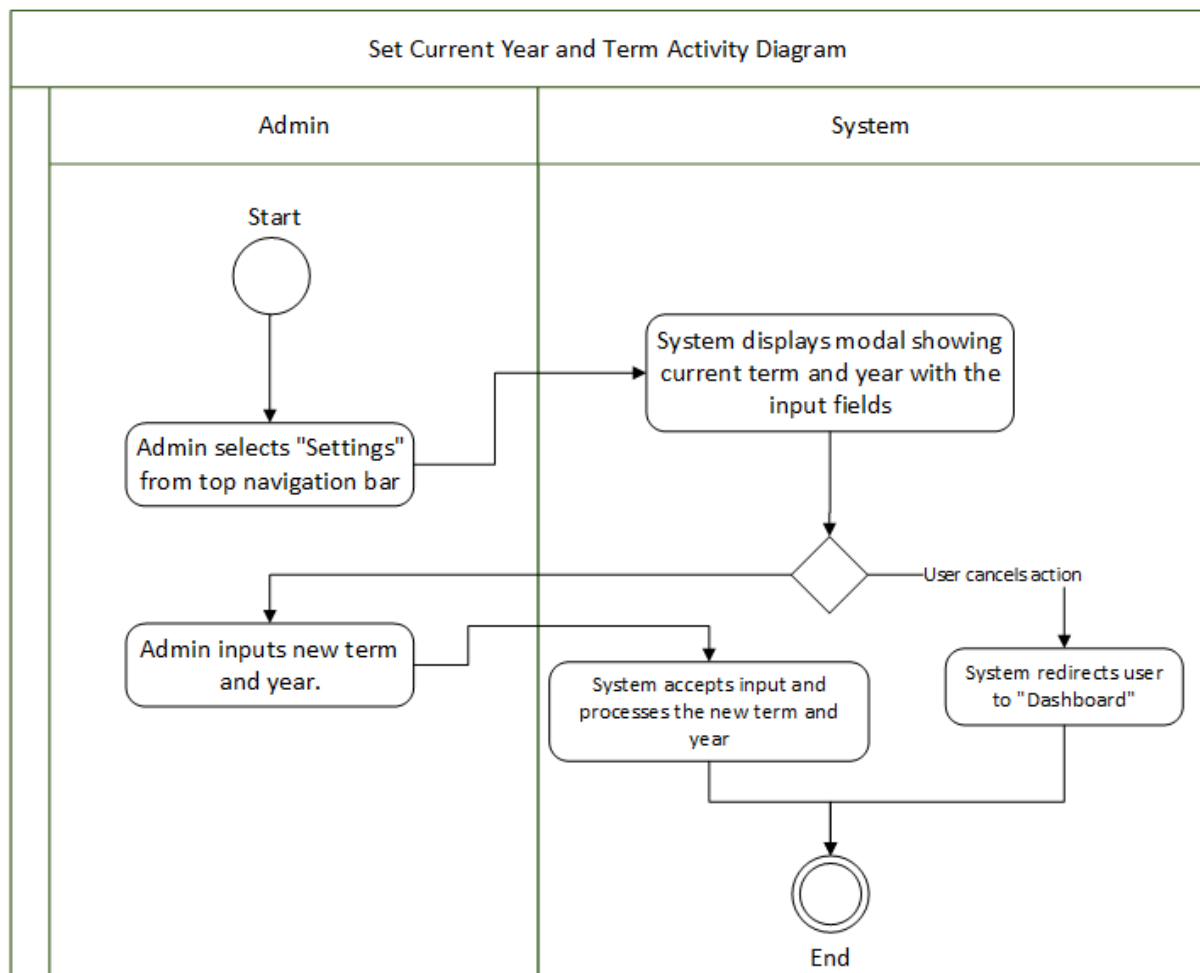 Set Current Year and Term Activity Diagram
Admin
System
Start
System displays modal showing
current term and year with the
input fields
Admin selects "Settings"
from top navigation bar
User cancels action
Admin inputs new term
and year.
System accepts input and
processes the new term and
year
System redirects user
to "Dashboard"
End